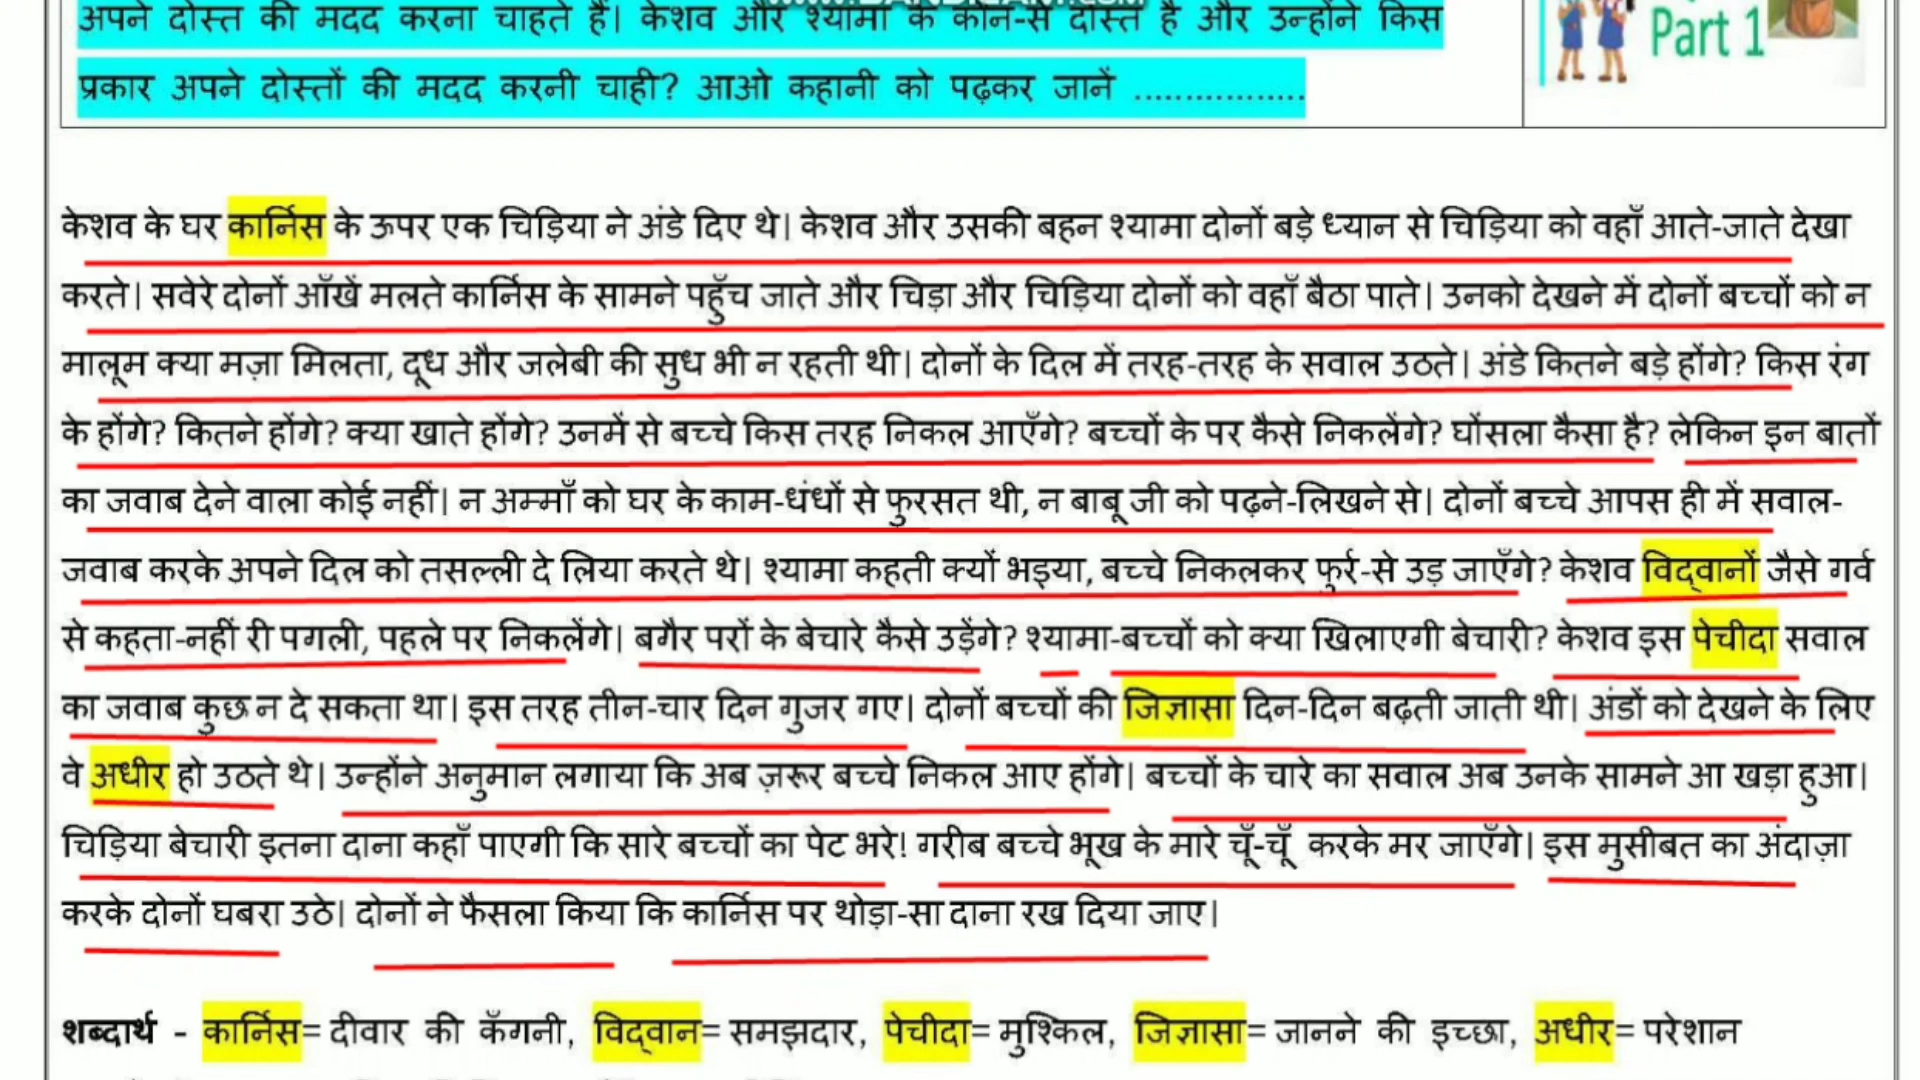 अपने दोस्त की मदद करना चाहते हैं। केशव और श्यामा के कौन-से दोस्त है और उन्होंने किस
Part 1
प्रकार अपने दोस्तों की मदद करनी चाही? आओ कहानी को पढ़कर जानें .................
केशव के घर कार्निस के ऊपर एक चिड़िया ने अंडे दिए थे। केशव और उसकी बहन श्यामा दोनों बड़े ध्यान से चिड़िया को वहाँ आते-जाते देखा
करते। सवेरे दोनों आँखें मलते कार्निस के सामने पहुँच जाते और चिड़ा और चिड़िया दोनों को वहाँ बैठा पाते। उनको देखने में दोनों बच्चों को न
मालूम क्या मज़ा मिलता, दूध और जलेबी की सुध भी न रहती थी। दोनों के दिल में तरह-तरह के सवाल उठते। अंडे कितने बड़े होंगे? किस रंग
के होंगे? कितने होंगे? क्या खाते होंगे? उनमें से बच्चे किस तरह निकल आएँगे? बच्चों के पर कैसे निकलेंगे? घोंसला कैसा है? लेकिन इन बातों
का जवाब देने वाला कोई नहीं। न अम्माँ को घर के काम-धंधों से फुरसत थी, न बाबू जी को पढ़ने-लिखने से। दोनों बच्चे आपस ही में सवाल-
जवाब करके अपने दिल को तसल्ली दे लिया करते थे। श्यामा कहती क्यों भइया, बच्चे निकलकर फुर्र-से उड़ जाएँगे? केशव विद्वानों जैसे गर्व
से कहता-नहीं री पगली, पहले पर निकलेंगे। बगैर परों के बेचारे कैसे उड़ेंगे? श्यामा-बच्चों को क्या खिलाएगी बेचारी? केशव इस पेचीदा सवाल
का जवाब कुछ न दे सकता था। इस तरह तीन-चार दिन गुजर गए। दोनों बच्चों की जिज्ञासा दिन-दिन बढ़ती जाती थी। अंडों को देखने के लिए
वे अधीर हो उठते थे। उन्होंने अनुमान लगाया कि अब ज़रूर बच्चे निकल आए होंगे। बच्चों के चारे का सवाल अब उनके सामने आ खड़ा हुआ।
चिड़िया बेचारी इतना दाना कहाँ पाएगी कि सारे बच्चों का पेट भरे! गरीब बच्चे भूख के मारे चूँ-चूँ करके मर जाएँगे। इस मुसीबत का अंदाज़ा
करके दोनों घबरा उठे। दोनों ने फैसला किया कि कार्निस पर थोड़ा-सा दाना रख दिया जाए।
शब्दार्थ - कार्निस= दीवार की कँगनी, विद्वान= समझदार, पेचीदा= मुश्किल, जिज्ञासा= जानने की इच्छा, अधीर= परेशान